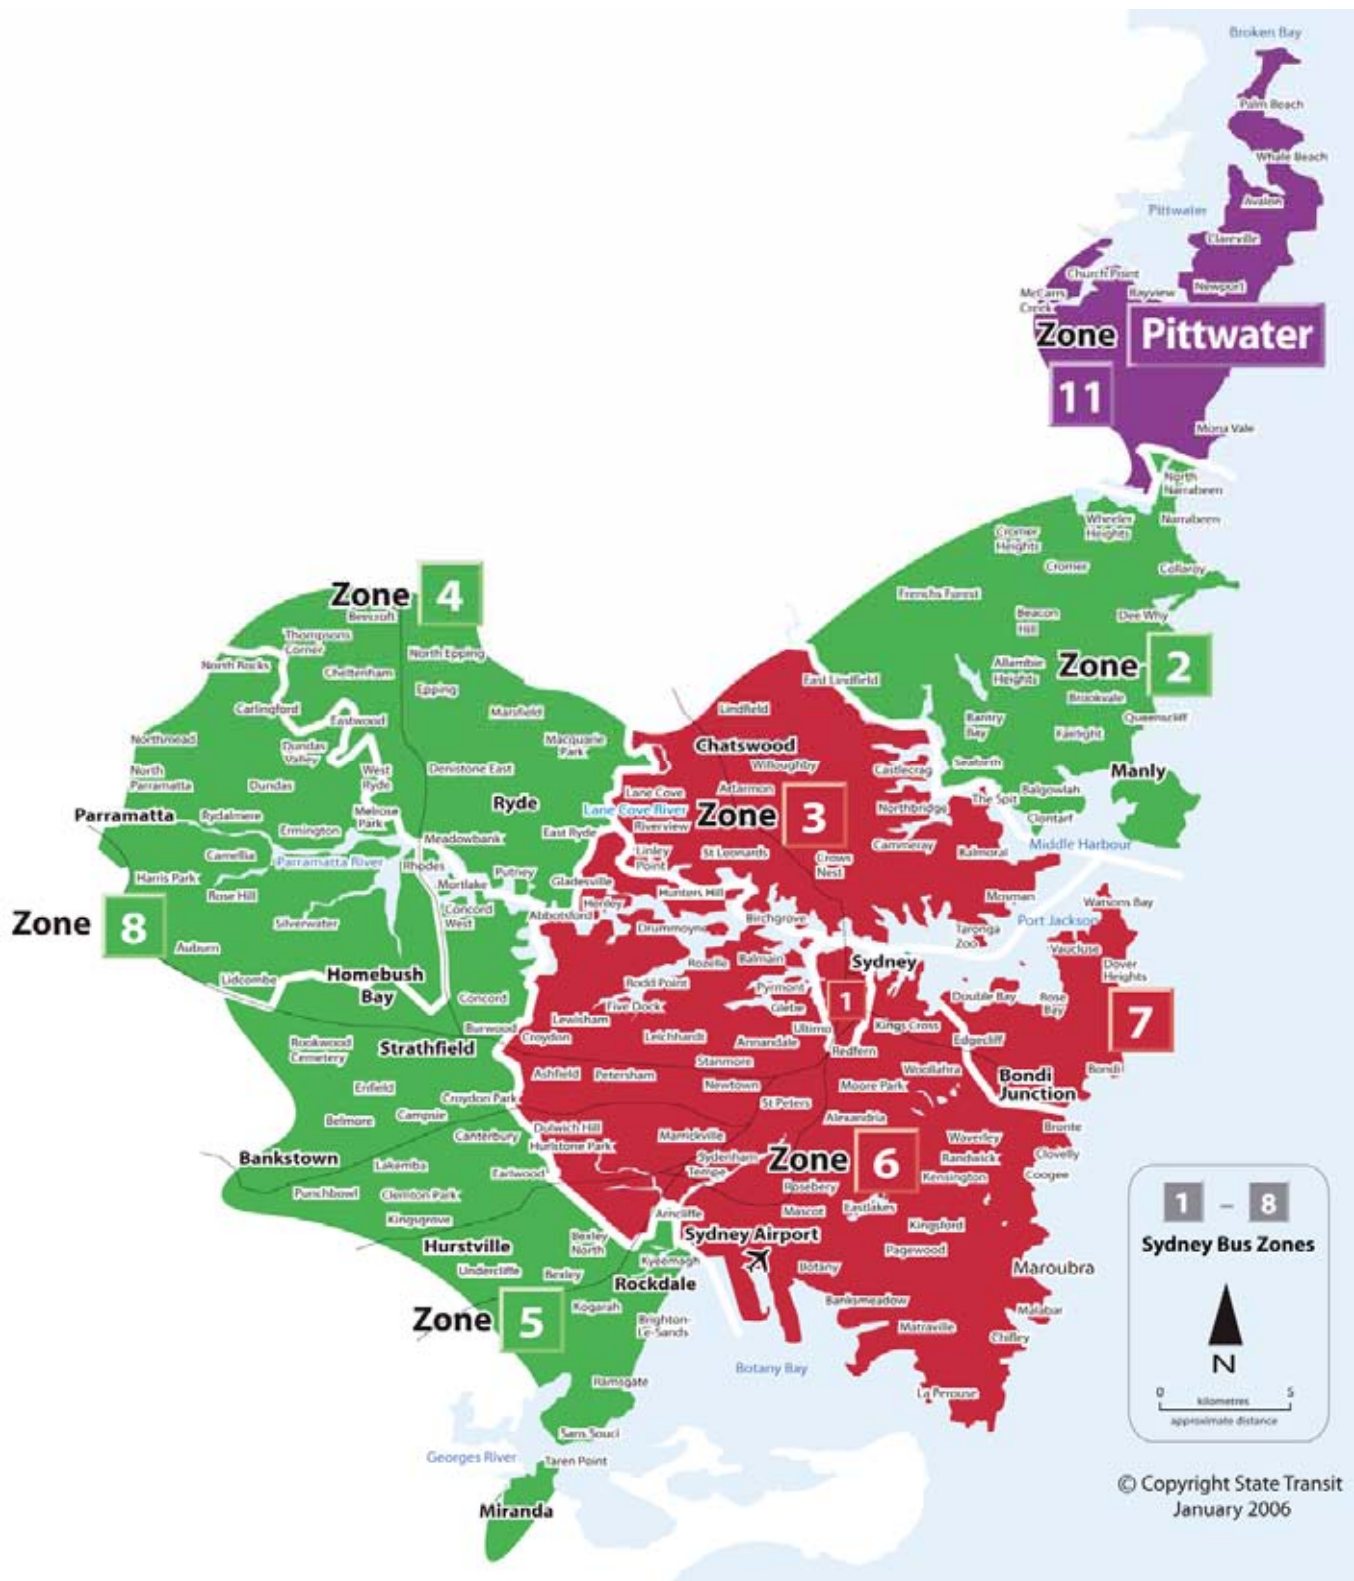 Broken Bay
Palm Beach
Whale Beach
Avalon
Pittwater
Clareville
Church Point
McCarrs
Creek
Bayview
Newport
Zone
Pittwater
11
Mona Vale
North
Narrabeen
Wheeler
Heights
Narrabeen
Cromer
Heights
Cromer
Collaroy
Frenchs Forest
Beacon
Hill
Dee Why
Allambie
Heights
Zone
2
Brookvale
Queenscliff
Bantry
Bay
Fairlight
Seaforth
Manly
Balgowlah
The Spit
Clontarf
Middle Harbour
Zone
4
Beecroft
Thompsons
Corner
North Epping
North Rocks
Cheltenham
Epping
Carlingford
Eastwood
Marsfield
Northmead
Dundas
Valley
Macquarie
Park
North
Parramatta
West
Ryde
Denistone East
Dundas
Parramatta
Rydalmere
Melrose
Park
Ryde
Ermington
Meadowbank
East Ryde
Camellia
Parramatta River
Rhodes
Harris Park
Mortlake
Putney
Gladesville
Rose Hill
Zone
8
Silverwater
Concord
West
Abbotsford
Henley
Auburn
Lidcombe
Homebush
Bay
Concord
East Lindfield
Lindfield
Chatswood
Willoughby
Castlecrag
Lane Cove
Artarmon
Lane Cove River
Zone
3
Northbridge
Riverview
Cammeray
Balmoral
Linley
Point
St Leonards
Crows
Nest
Hunters Hill
Mosman
Watsons Bay
Birchgrove
Port Jackson
Drummoyne
Taronga
Zoo
Vaucluse
Rozelle
Balmain
Sydney
Dover
Heights
Rodd Point
Pyrmont
1
Double Bay
Rose
Bay
Five Dock
Glebe
7
Lewisham
Ultimo
Kings Cross
Burwood
Croydon
Leichhardt
Annandale
Redfern
Edgecliff
Rookwood
Cemetery
Strathfield
Stanmore
Woollahra
Bondi
Bondi
Junction
Ashfield
Petersham
Newtown
Moore Park
Enfield
Croydon Park
St Peters
Alexandria
Belmore
Campsie
Canterbury
Dulwich Hill
Hurlstone Park
Marrickville
Bronte
Waverley
Bankstown
Lakemba
Earlwood
Sydenham
Tempe
Zone
6
Randwick
Clovelly
Kensington
Coogee
Punchbowl
Clemton Park
Rosebery
Kingsgrove
Arncliffe
Mascot
Eastlakes
Kingsford
Hurstville
Bexley
North
Sydney Airport
Pagewood
Undercliffe
Bexley
Kyeemagh
Botany
Maroubra
Rockdale
Zone
5
Kogarah
Brighton-
Le-Sands
Banksmeadow
Malabar
Matraville
Chifley
Botany Bay
Ramsgate
La Perouse
Sans Souci
Georges River
Taren Point
Miranda
1 – 8
Sydney Bus Zones
N
0 5
kilometres
approximate distance
© Copyright State Transit
January 2006